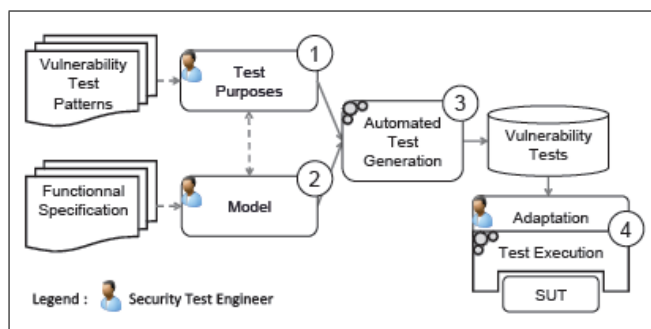 Vulnerability
Test
Patterns
1
Test
Purposes
Functionnal
Specification
2
Model
3
Automated
Test
Generation
Vulnerability
Tests
Adaptation
4
Test Execution
SUT
Legend :
Security Test Engineer